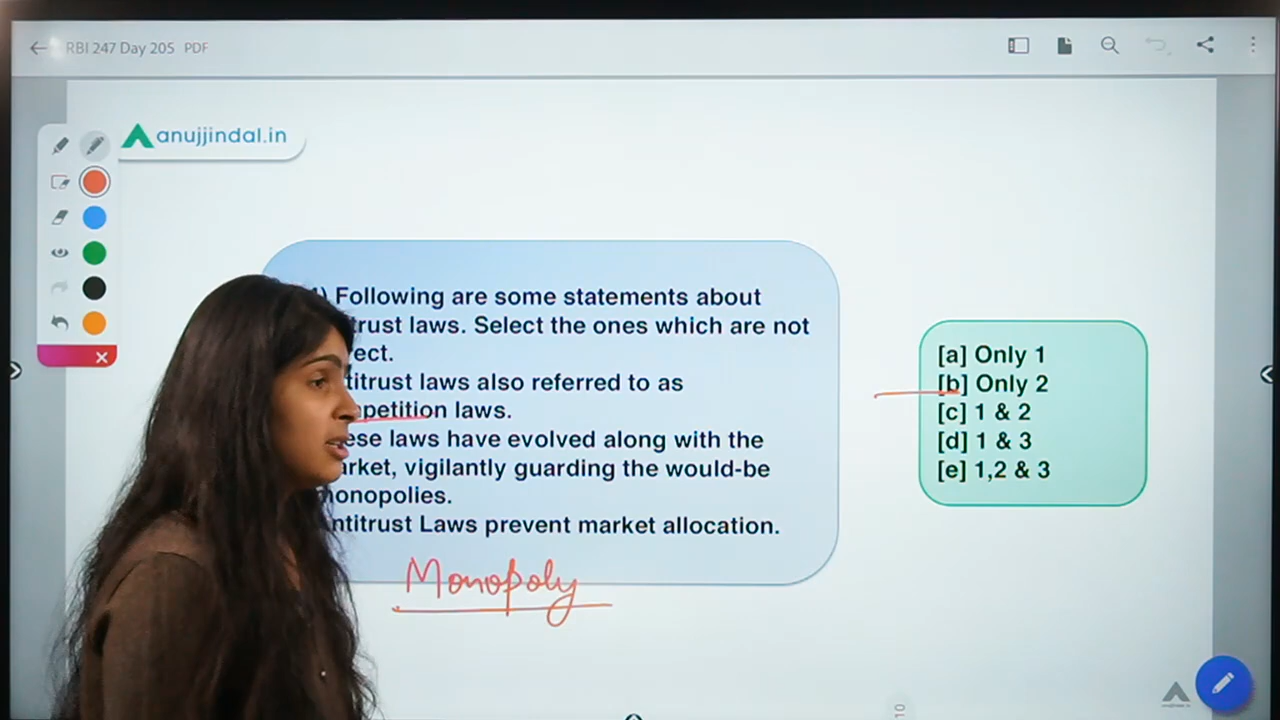 RBI 247 Day 205 PDF
anujjindal.in
Following are some statements about
trust laws. Select the ones which are not
rect.
titrust laws also referred to as
petition laws.
ese laws have evolved along with the
arket, vigilantly guarding the would-be
monopolies.
ntitrust Laws prevent market allocation.
Monopoly
[a] Only 1
[b] Only 2
[c] 1 & 2
[d] 1 & 3
[e] 1,2 & 3
10